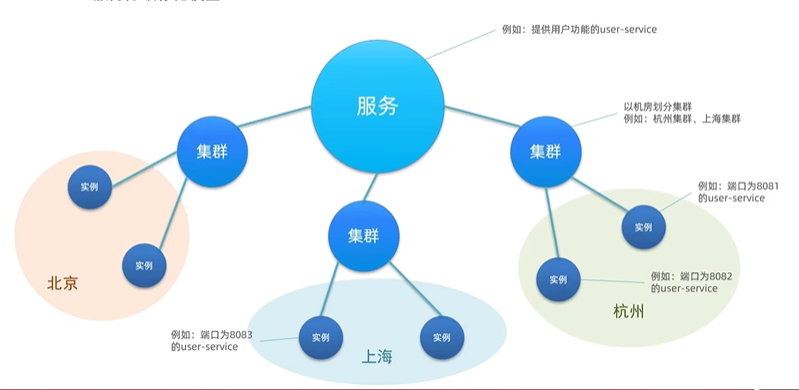 例如：提供用户功能的user-service
服务
以机房划分集群
例如：杭州集群、上海集群
集群
集群
实例
例如：端口为8081
的user-service
集群
实例
实例
实例
例如：端口为8082
的user-service
北京
杭州
例如：端口为8083
的user-service
实例
实例
上海